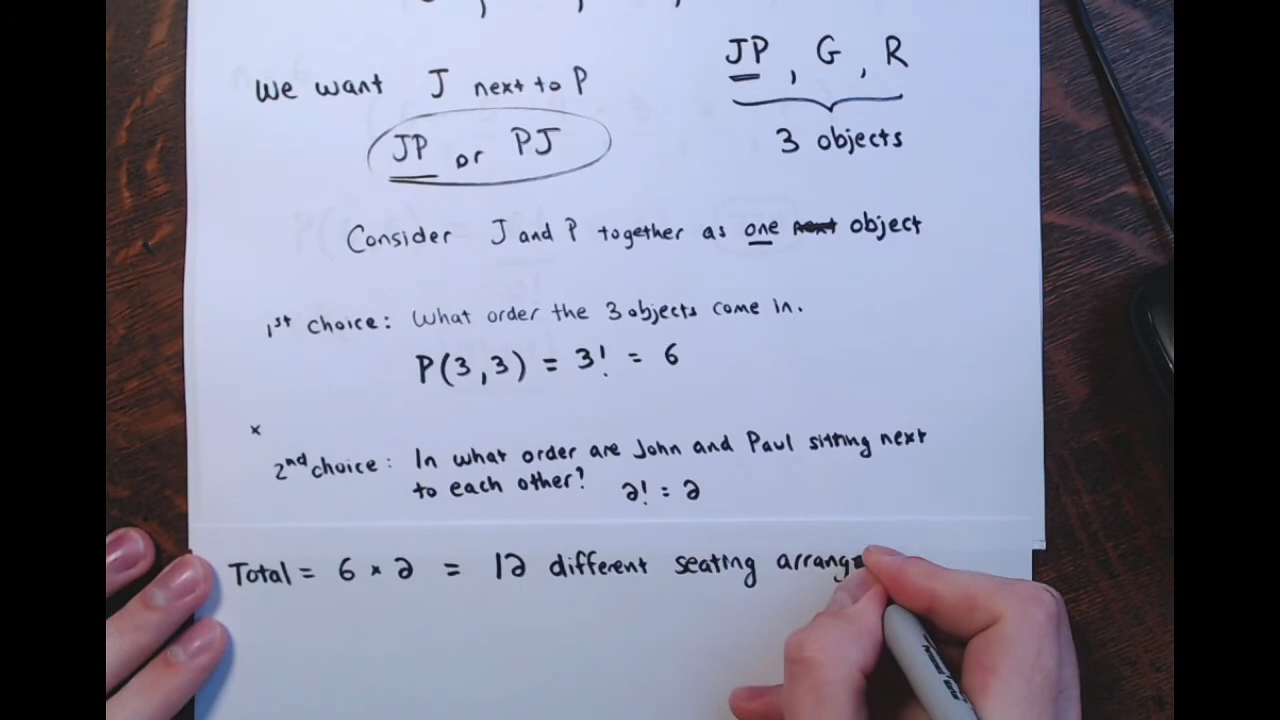 We want J next to P
JP or PJ
JP, G, R
3 objects
Consider J and P together as one object
1st choice: What order the 3 objects come in.
P(3,3) = 3! = 6
×
2nd choice: In what order are John and Paul sitting next
to each other? 2! = 2
Total = 6 × 2 = 12 different seating arrange